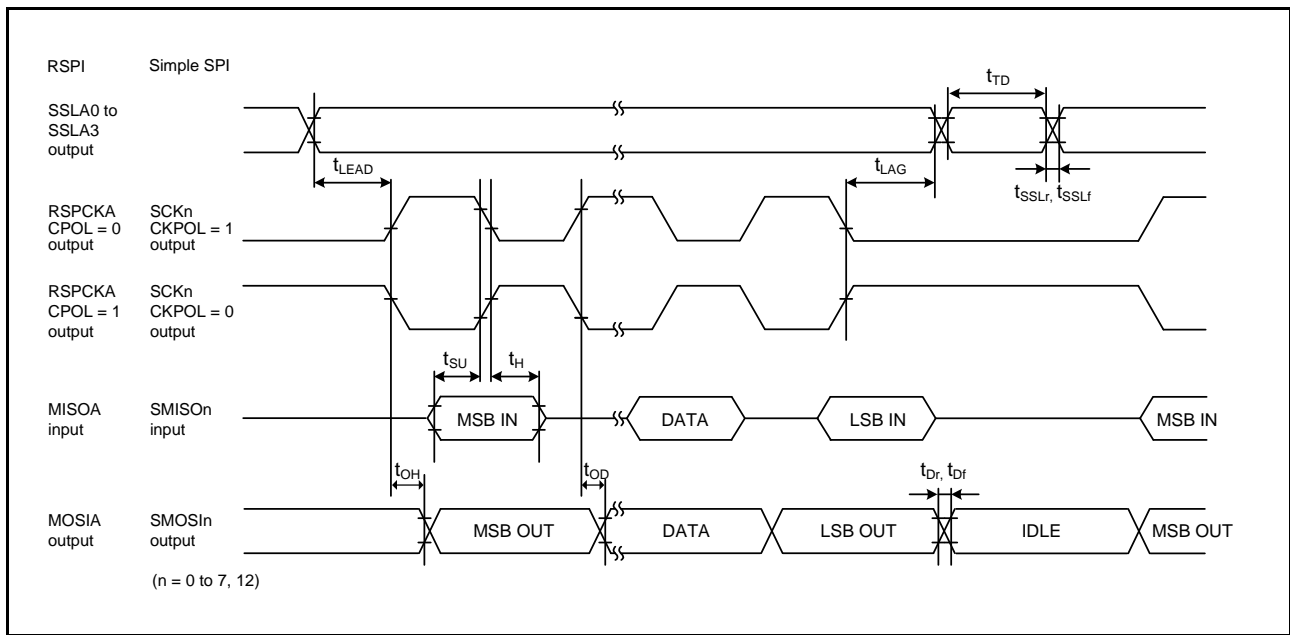 RSPI Simple SPI
SSLA0 to
SSLA3
output
tTD
tLEAD
tLAG
tSSLr, tSSLf
RSPCKA SCKn
CPOL = 0 CKPOL = 1
output output
RSPCKA SCKn
CPOL = 1 CKPOL = 0
output output
tSU tH
MISOA SMISOn
input input
MSB IN DATA LSB IN MSB IN
tOH tOD tDr, tDf
MOSIA SMOSIn
output output
MSB OUT DATA LSB OUT IDLE MSB OUT
(n = 0 to 7, 12)